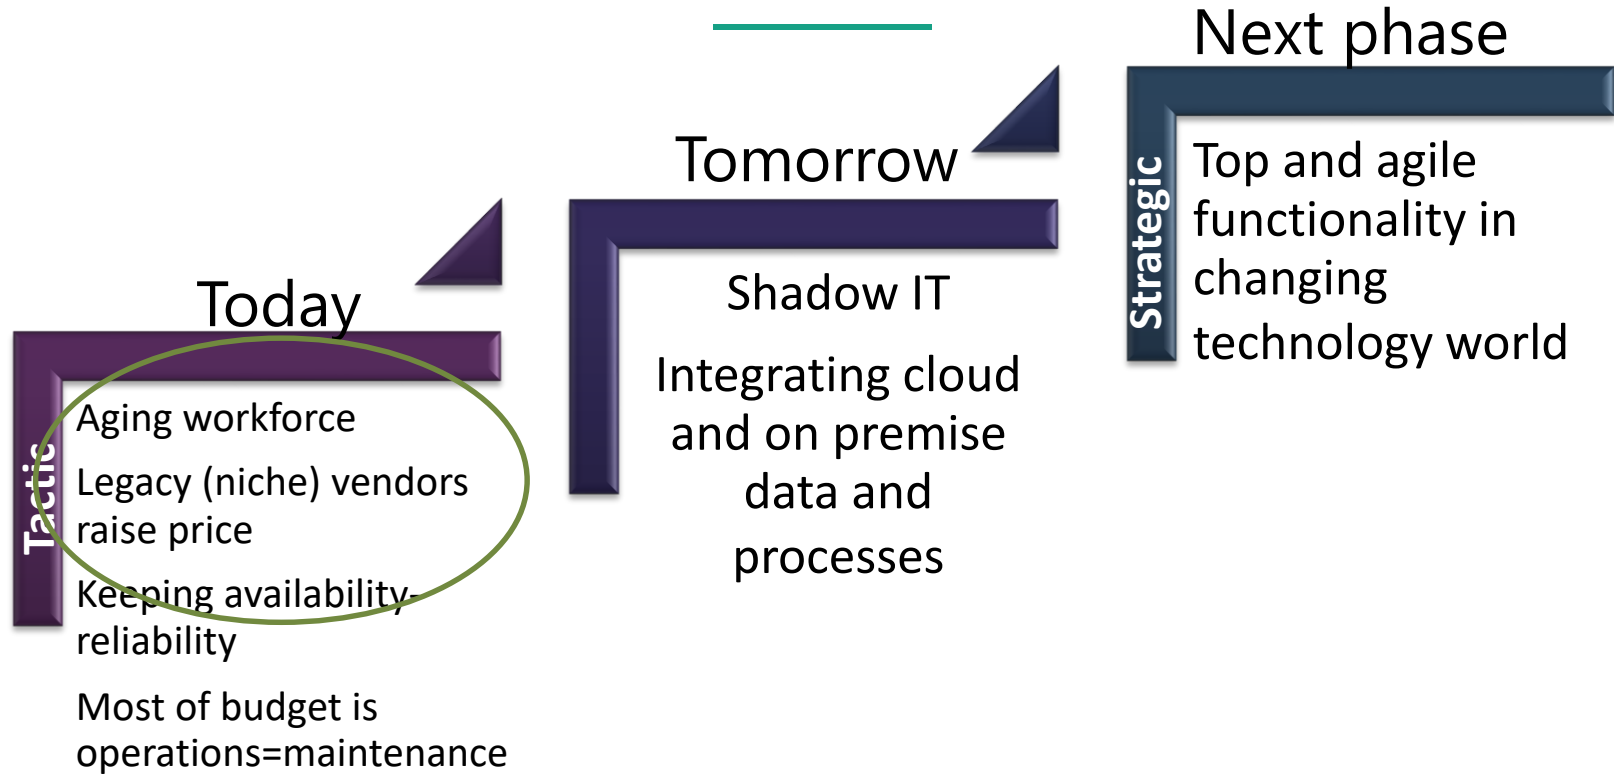 Today
Tactic
Aging workforce
Legacy (niche) vendors
raise price
Keeping availability-
reliability
Most of budget is
operations=maintenance
Tomorrow
Shadow IT
Integrating cloud
and on premise
data and
processes
Next phase
Strategic
Top and agile
functionality in
changing
technology world